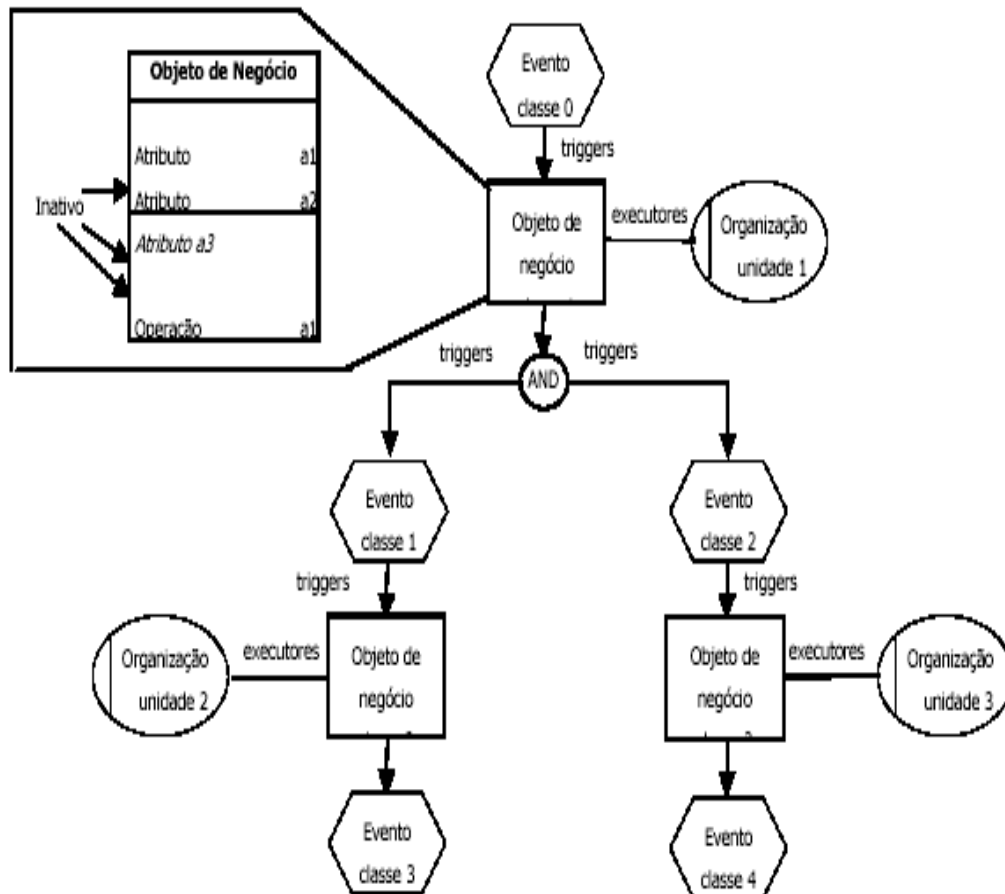 Objeto de Negócio
Atributo a1
Atributo a2
Inativo
Atributo a3
Operação a1
Evento
classe 0
triggers
Objeto de
negócio
executores
Organização
unidade 1
triggers
triggers
AND
Evento
classe 1
Evento
classe 2
triggers
triggers
Organização
unidade 2
executores
Objeto de
negócio
Objeto de
negócio
executores
Organização
unidade 3
Evento
classe 3
Evento
classe 4